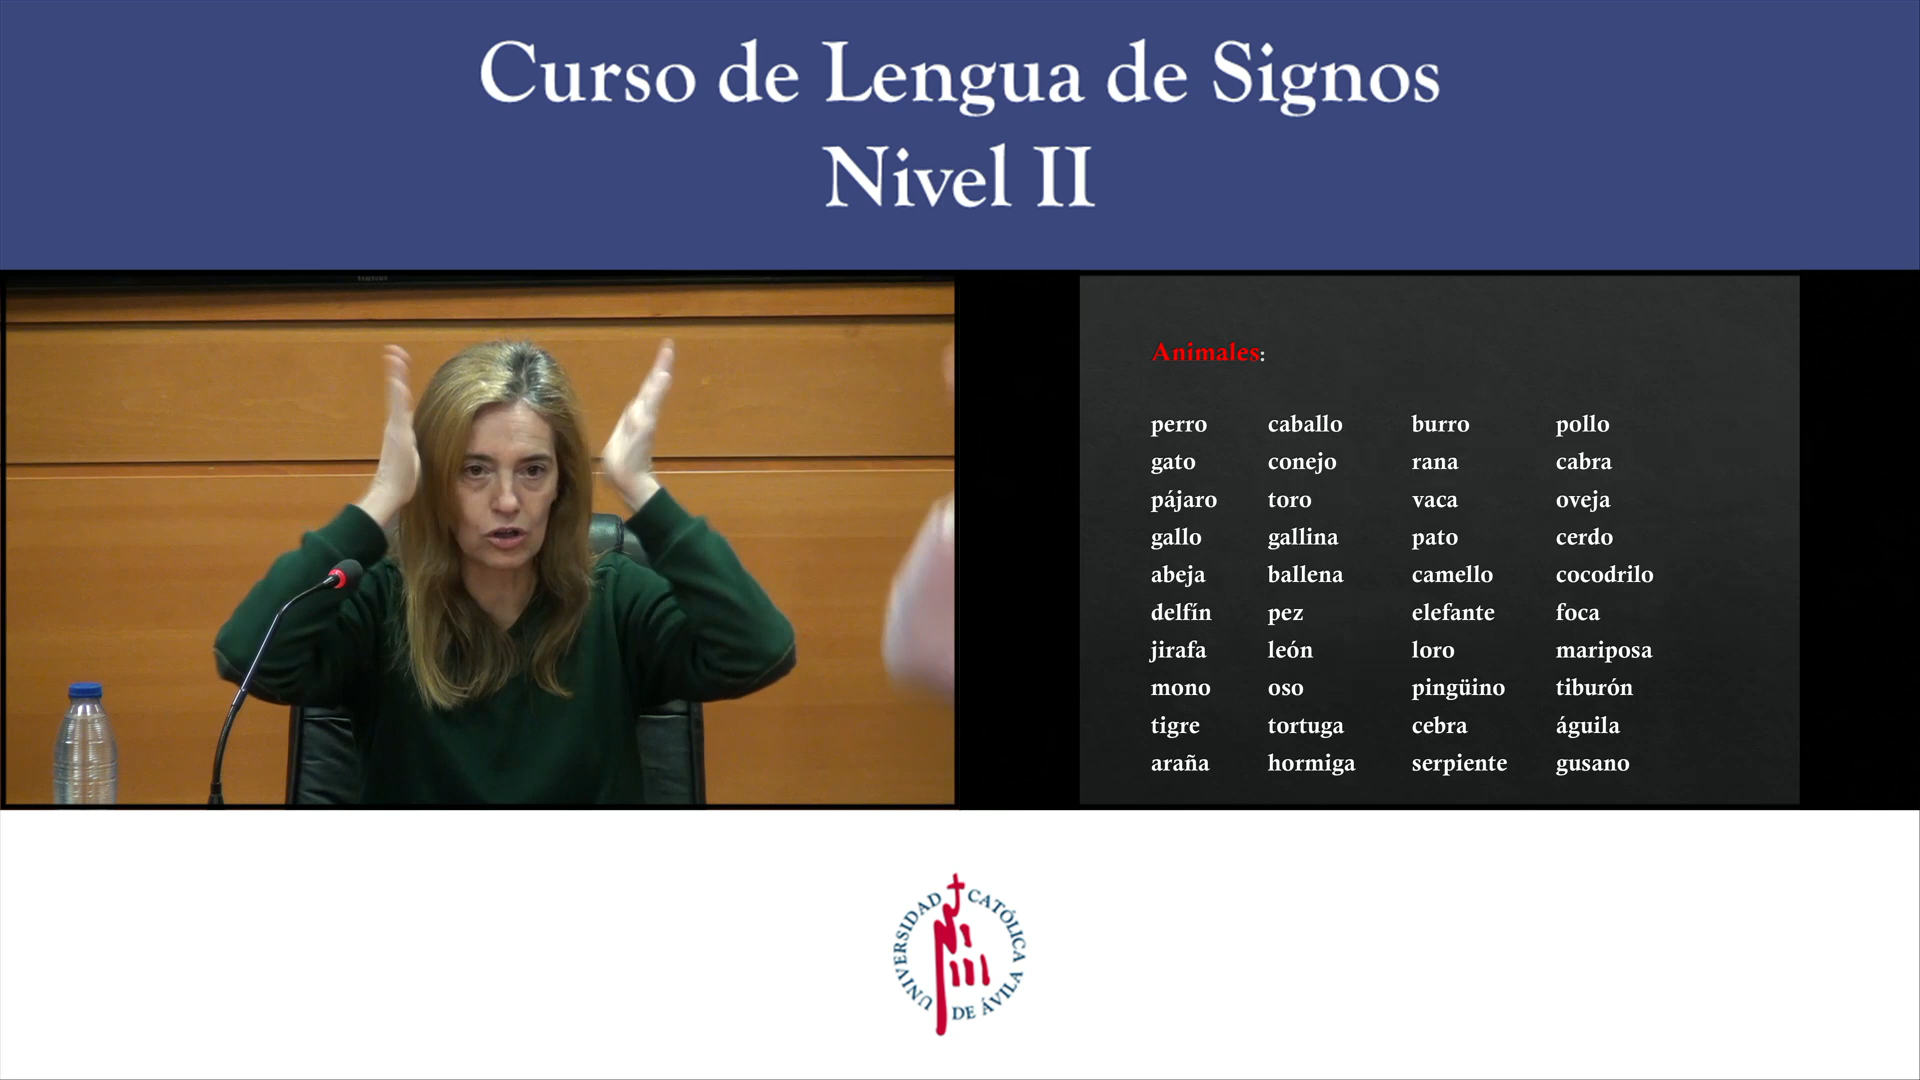 Curso de Lengua de Signos
Nivel II
Animales:
perro caballo burro pollo
gato conejo rana cabra
pájaro toro vaca oveja
gallo gallina pato cerdo
abeja ballena camello cocodrilo
delfín pez elefante foca
jirafa león loro mariposa
mono oso pingüino tiburón
tigre tortuga cebra águila
araña hormiga serpiente gusano
UNIVERSIDAD CATÓLICA
DE ÁVILA